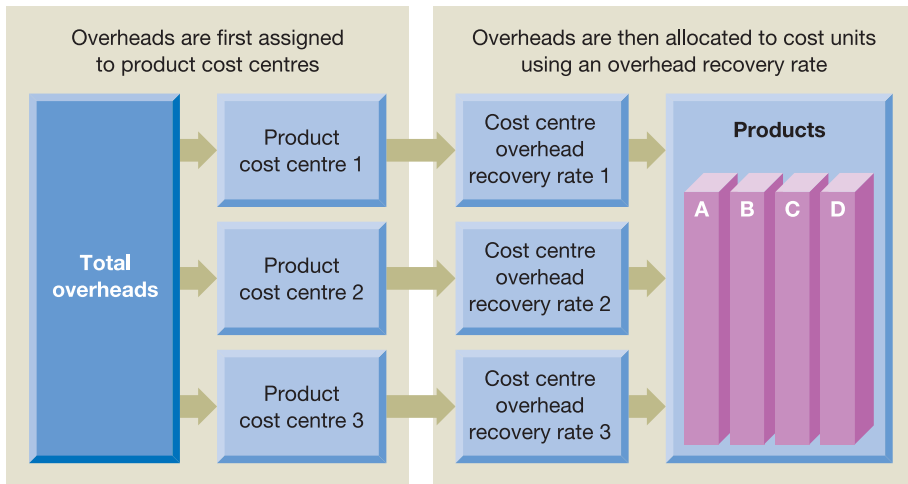 Overheads are first assigned
to product cost centres
Overheads are then allocated to cost units
using an overhead recovery rate
Total
overheads
Product
cost centre 1
Cost centre
overhead
recovery rate 1
Product
cost centre 2
Cost centre
overhead
recovery rate 2
Product
cost centre 3
Cost centre
overhead
recovery rate 3
Products
A B C D